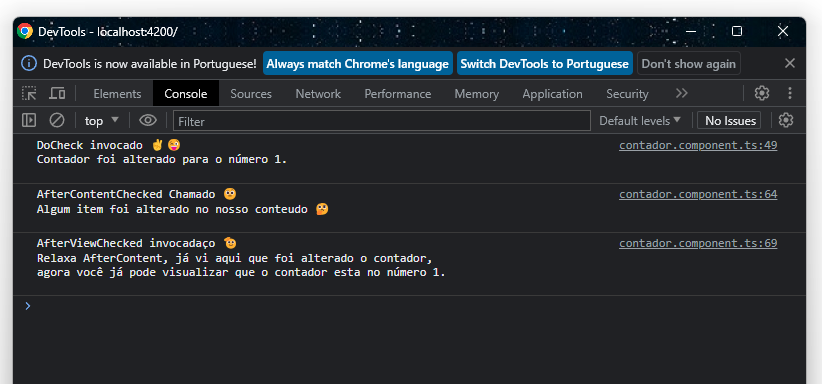 DevTools - localhost:4200/
DevTools is now available in Portuguese! Always match Chrome's language Switch DevTools to Portuguese Don't show again
Elements Console Sources Network Performance Memory Application Security
top Filter Default levels No Issues
DoCheck invocado ✌😜 contador.component.ts:49
Contador foi alterado para o número 1.
AfterContentChecked Chamado 🙂 contador.component.ts:64
Algum item foi alterado no nosso conteudo 🤔
AfterViewChecked invocadaço 🫡 contador.component.ts:69
Relaxa AfterContent, já vi aqui que foi alterado o contador,
agora você já pode visualizar que o contador esta no número 1.